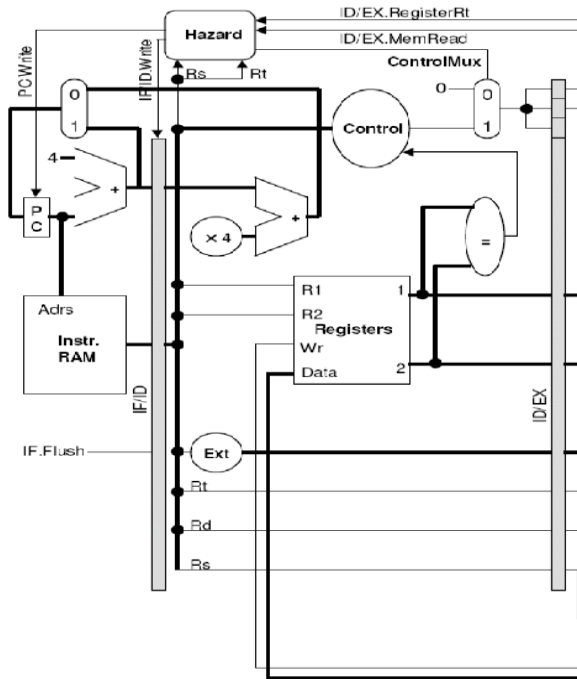 ID/EX.RegisterRt
Hazard
ID/EX.MemRead
PCWrite
IF/ID.Write
Rs
Rt
ControlMux
0
1
0
0
1
Control
4
+
P
C
× 4
+
=
Adrs
Instr.
RAM
R1
R2
Registers
Wr
Data
1
2
IF/ID
ID/EX
IF.Flush
Ext
Rt
Rd
Rs